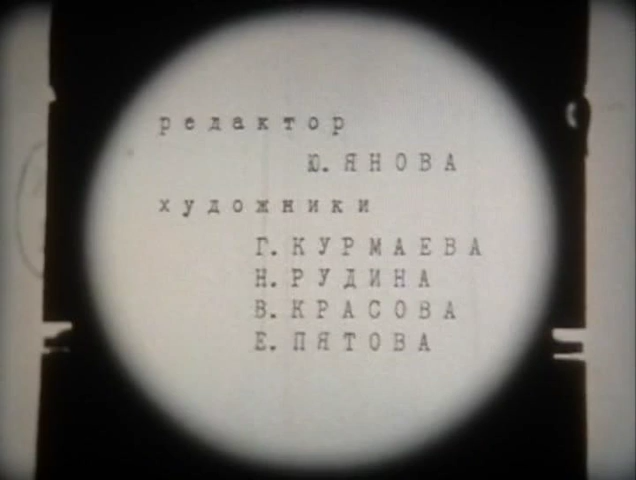 редактор
Ю. ЯНОВА
художники
Г. КУРМАЕВА
Н. РУДИНА
В. КРАСОВА
Е. ПЯТОВА